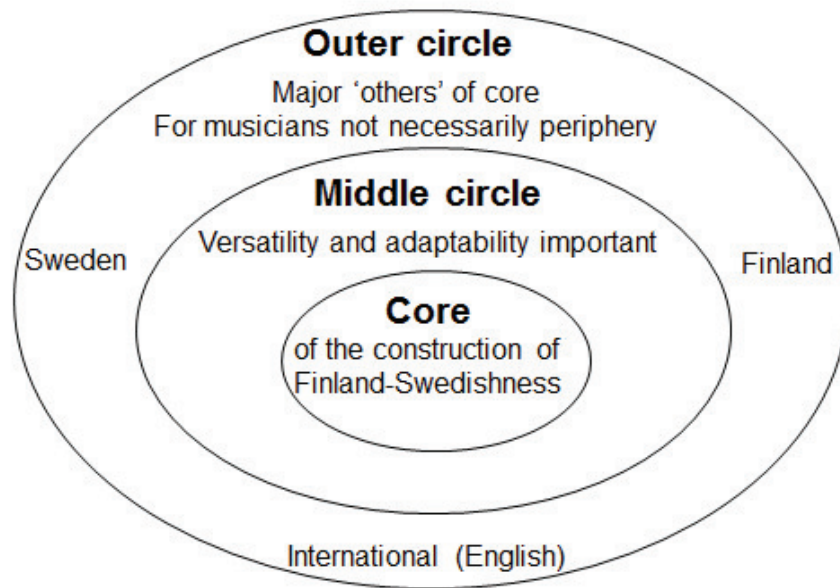 Outer circle
Major ‘others’ of core
For musicians not necessarily periphery
Middle circle
Versatility and adaptability important
Sweden
Finland
Core
of the construction of
Finland-Swedishness
International (English)